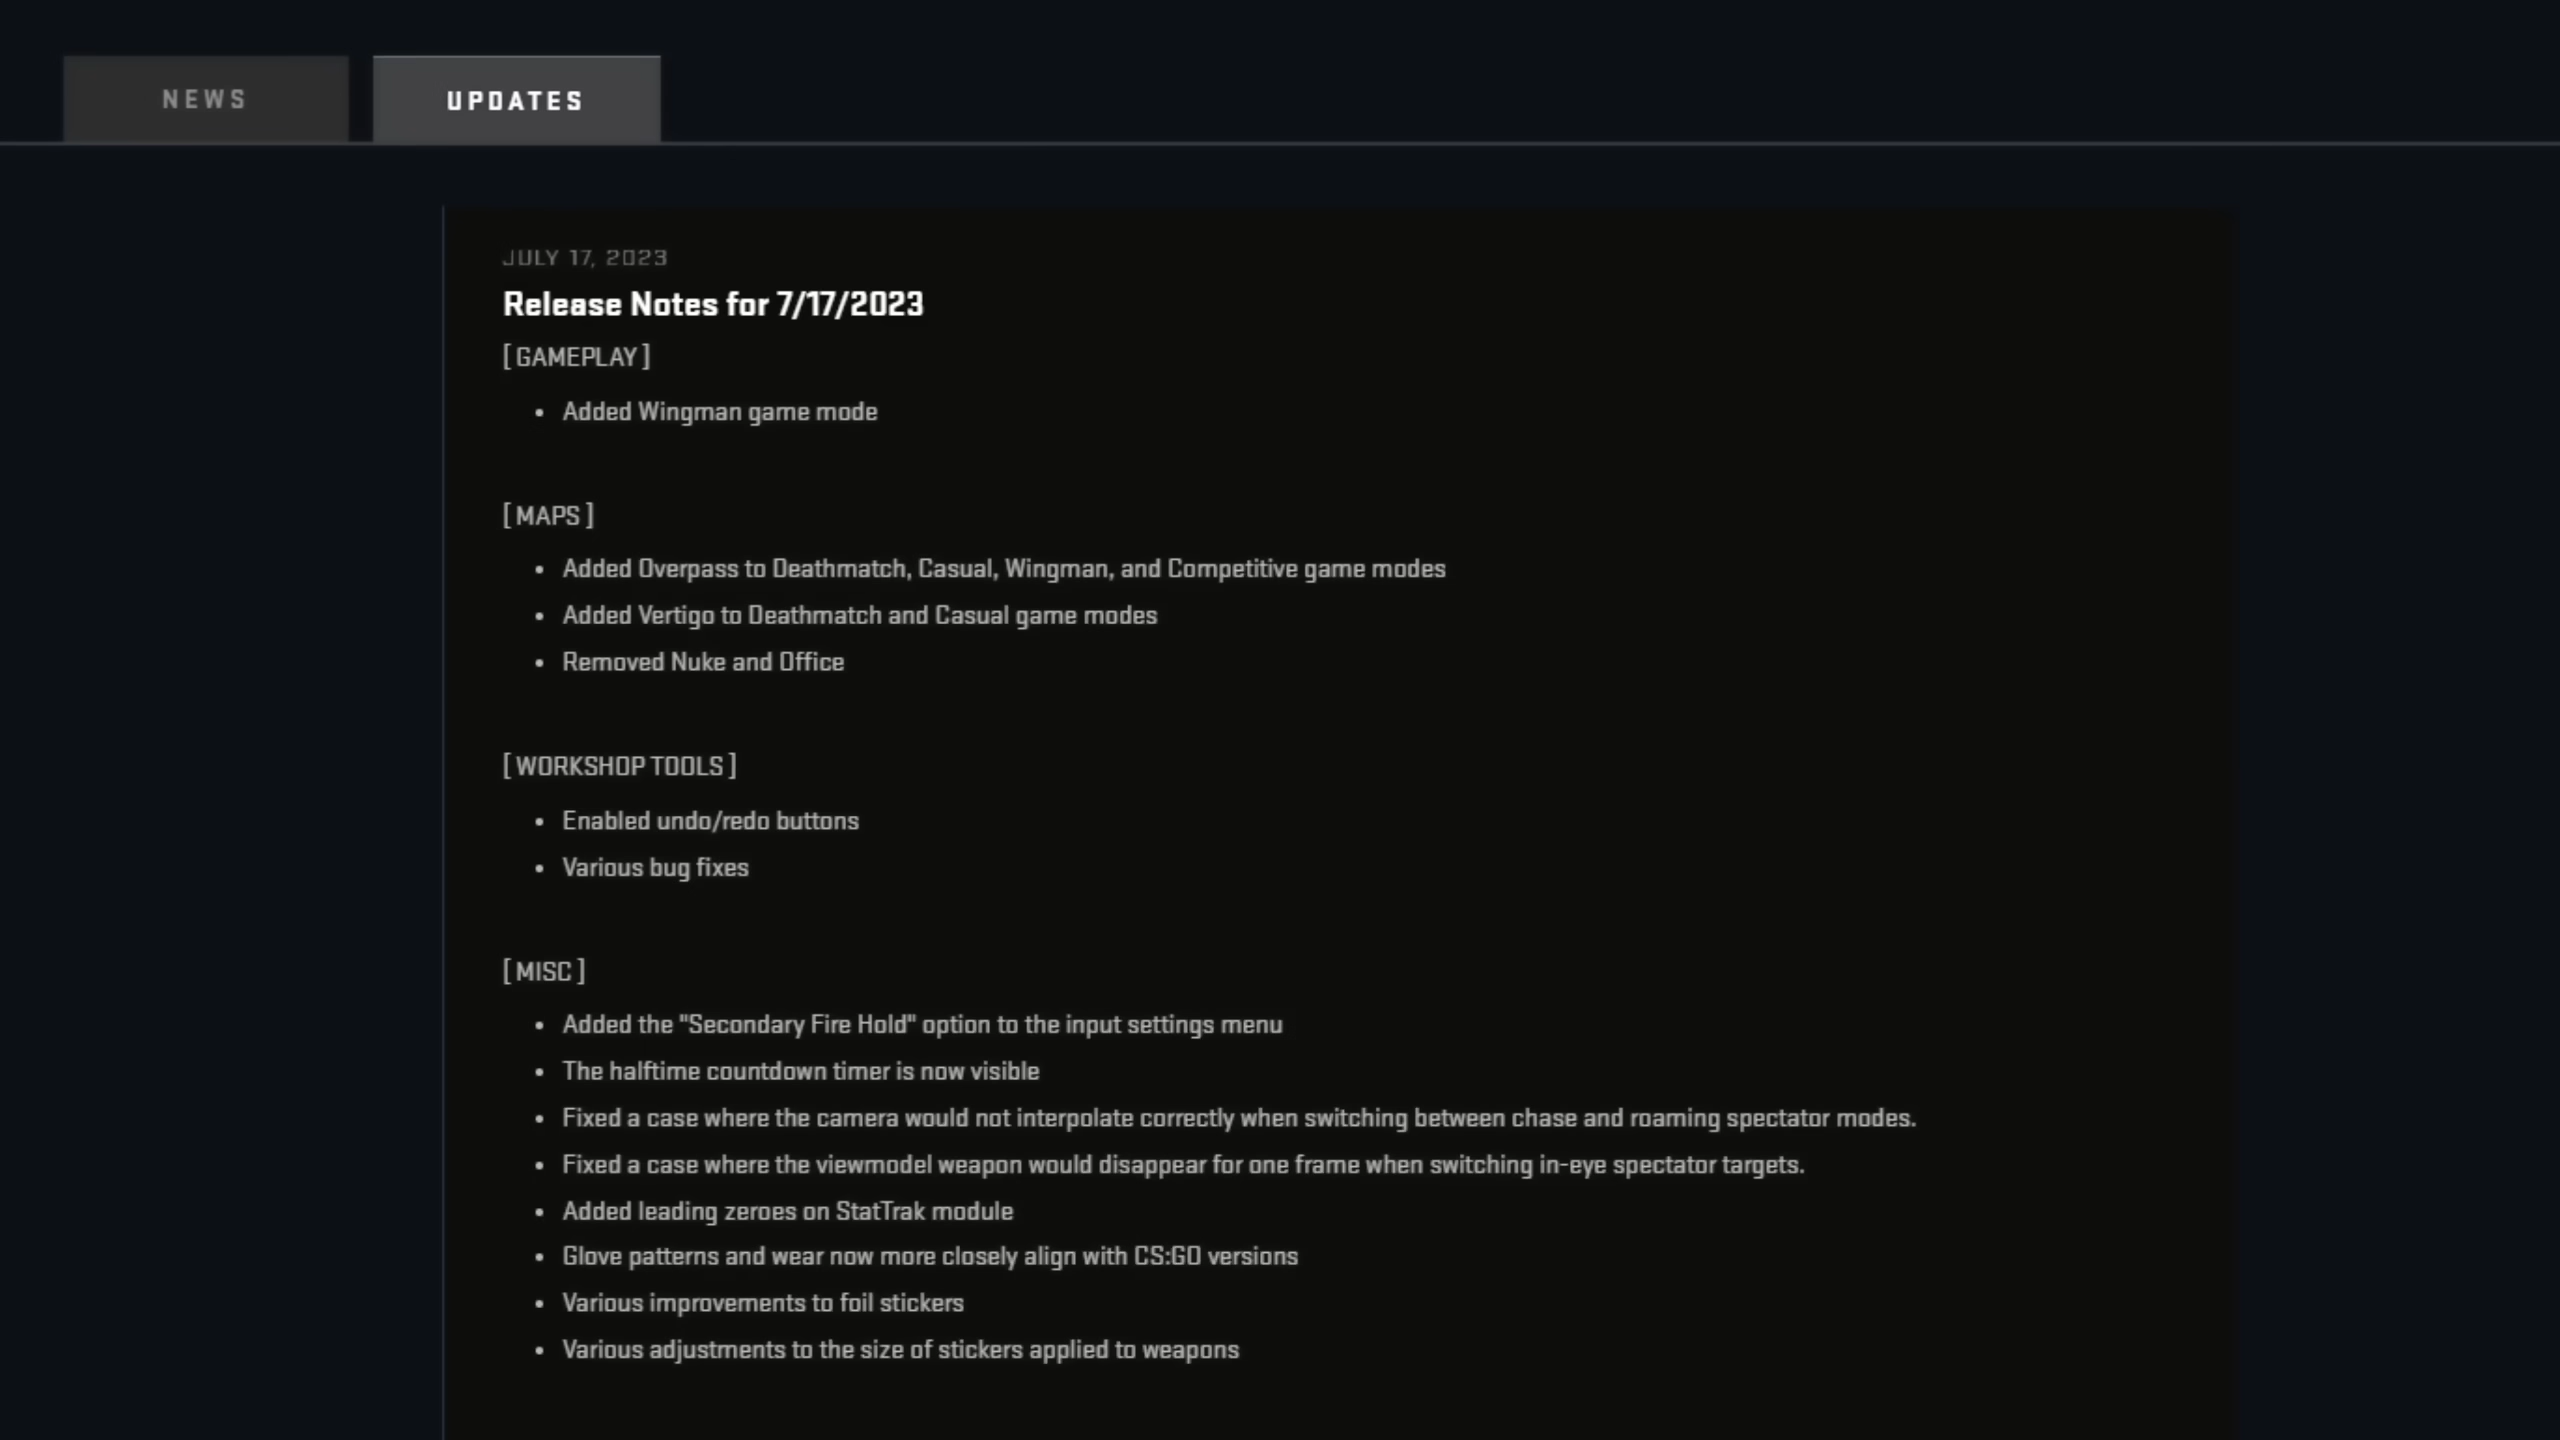 NEWS
UPDATES
JULY 17, 2023
Release Notes for 7/17/2023
[ GAMEPLAY ]
• Added Wingman game mode
[ MAPS ]
• Added Overpass to Deathmatch, Casual, Wingman, and Competitive game modes
• Added Vertigo to Deathmatch and Casual game modes
• Removed Nuke and Office
[ WORKSHOP TOOLS ]
• Enabled undo/redo buttons
• Various bug fixes
[ MISC ]
• Added the "Secondary Fire Hold" option to the input settings menu
• The halftime countdown timer is now visible
• Fixed a case where the camera would not interpolate correctly when switching between chase and roaming spectator modes.
• Fixed a case where the viewmodel weapon would disappear for one frame when switching in-eye spectator targets.
• Added leading zeroes on StatTrak module
• Glove patterns and wear now more closely align with CS:GO versions
• Various improvements to foil stickers
• Various adjustments to the size of stickers applied to weapons